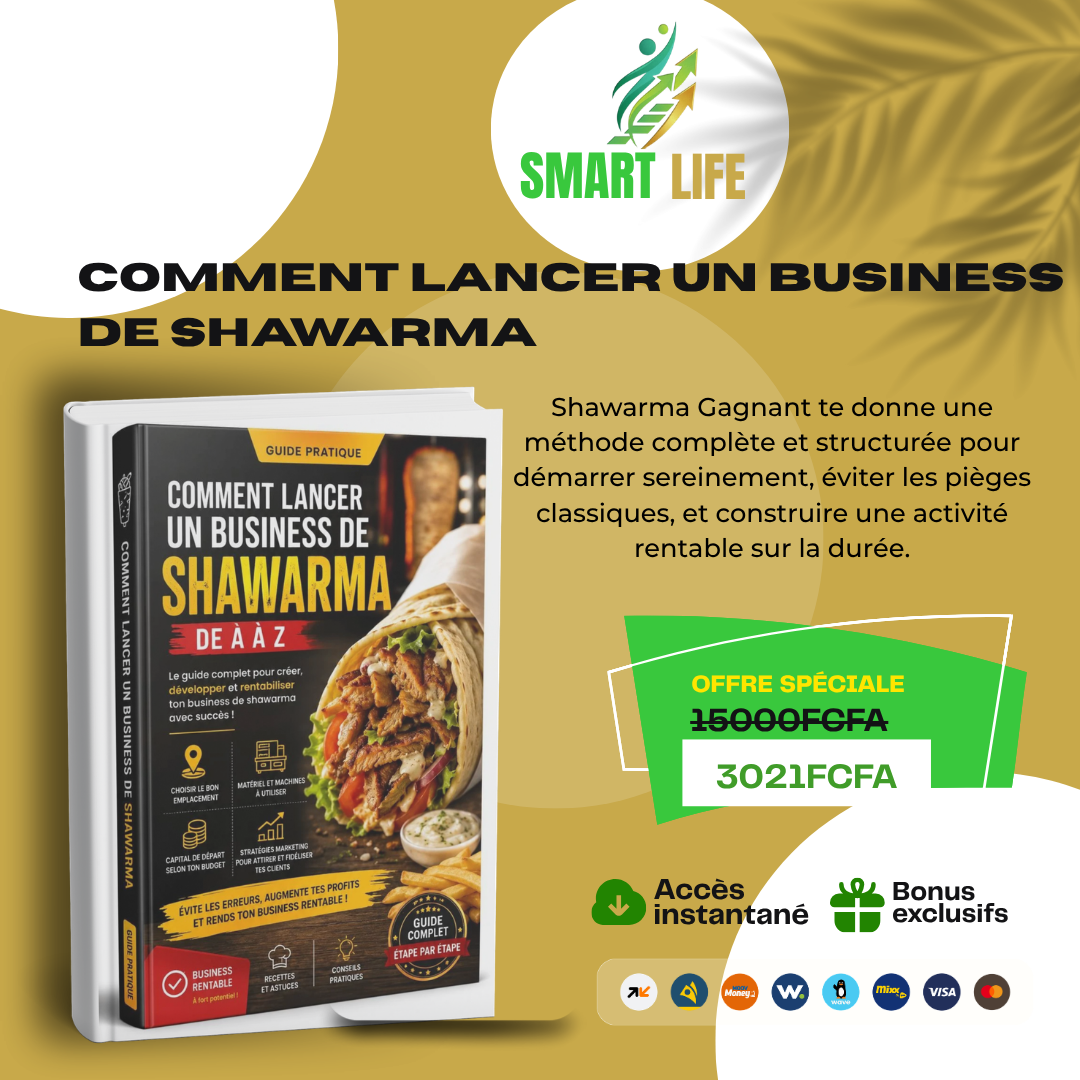 SMART LIFE
COMMENT LANCER UN BUSINESS
DE SHAWARMA
Shawarma Gagnant te donne une
méthode complète et structurée pour
démarrer sereinement, éviter les pièges
classiques, et construire une activité
rentable sur la durée.
GUIDE PRATIQUE
COMMENT LANCER
UN BUSINESS DE
SHAWARMA
DE À À Z
Le guide complet pour créer,
développer et rentabiliser
ton business de shawarma
avec succès !
CHOISIR LE BON
EMPLACEMENT
MATÉRIEL ET MACHINES
À UTILISER
CAPITAL DE DÉPART
SELON TON BUDGET
STRATÉGIES MARKETING
POUR ATTIRER ET FIDÉLISER
TES CLIENTS
ÉVITE LES ERREURS, AUGMENTE TES PROFITS
ET RENDS TON BUSINESS RENTABLE !
GUIDE
COMPLET
ÉTAPE PAR ÉTAPE
BUSINESS
RENTABLE
À fort potentiel !
RECETTES
ET ASTUCES
CONSEILS
PRATIQUES
COMMENT LANCER UN BUSINESS DE SHAWARMA
GUIDE PRATIQUE
OFFRE SPÉCIALE
15000FCFA
3021FCFA
Accès
instantané
Bonus
exclusifs
MOOV
Money
W.
wave
Mixx
VISA